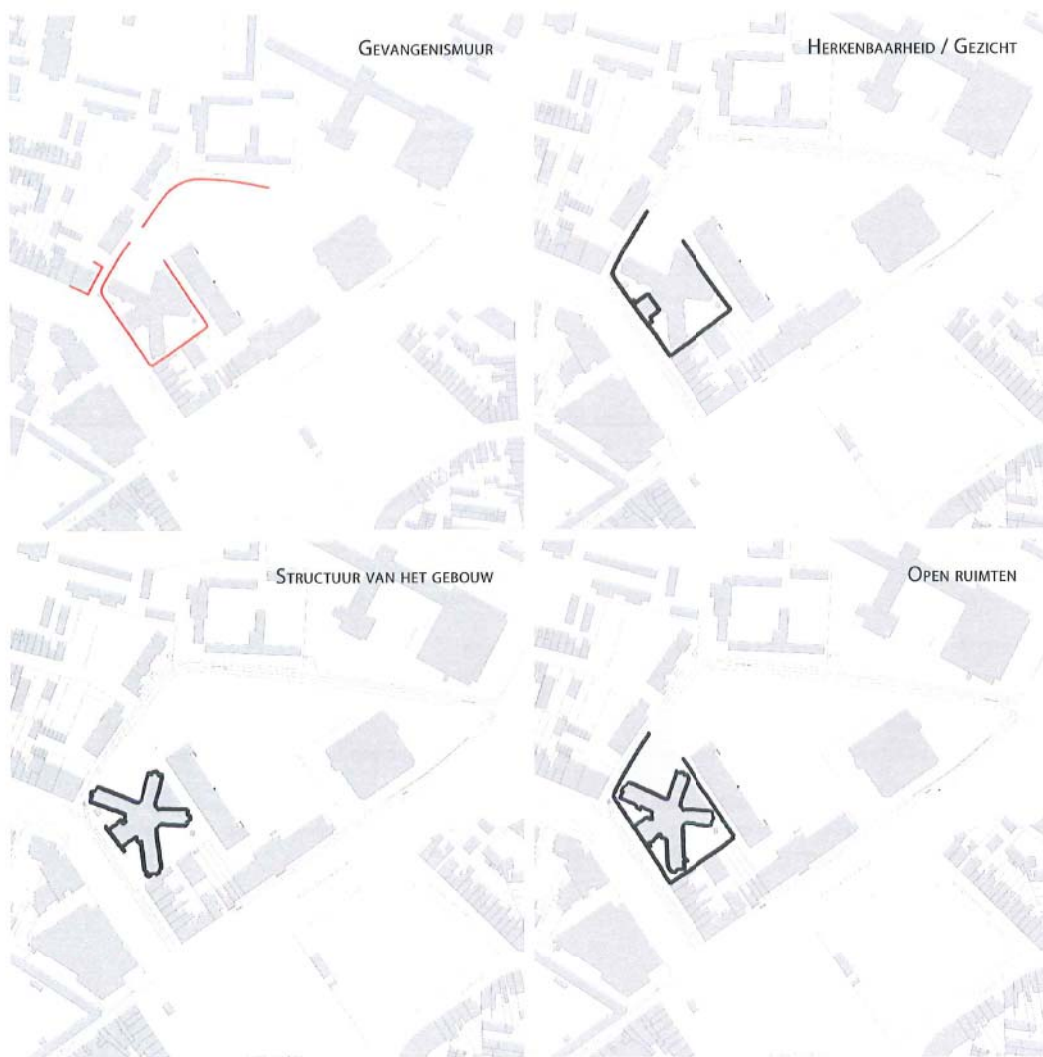 Gevangenismuur
Herkenbaarheid / Gezicht
Structuur van het gebouw
Open ruimten